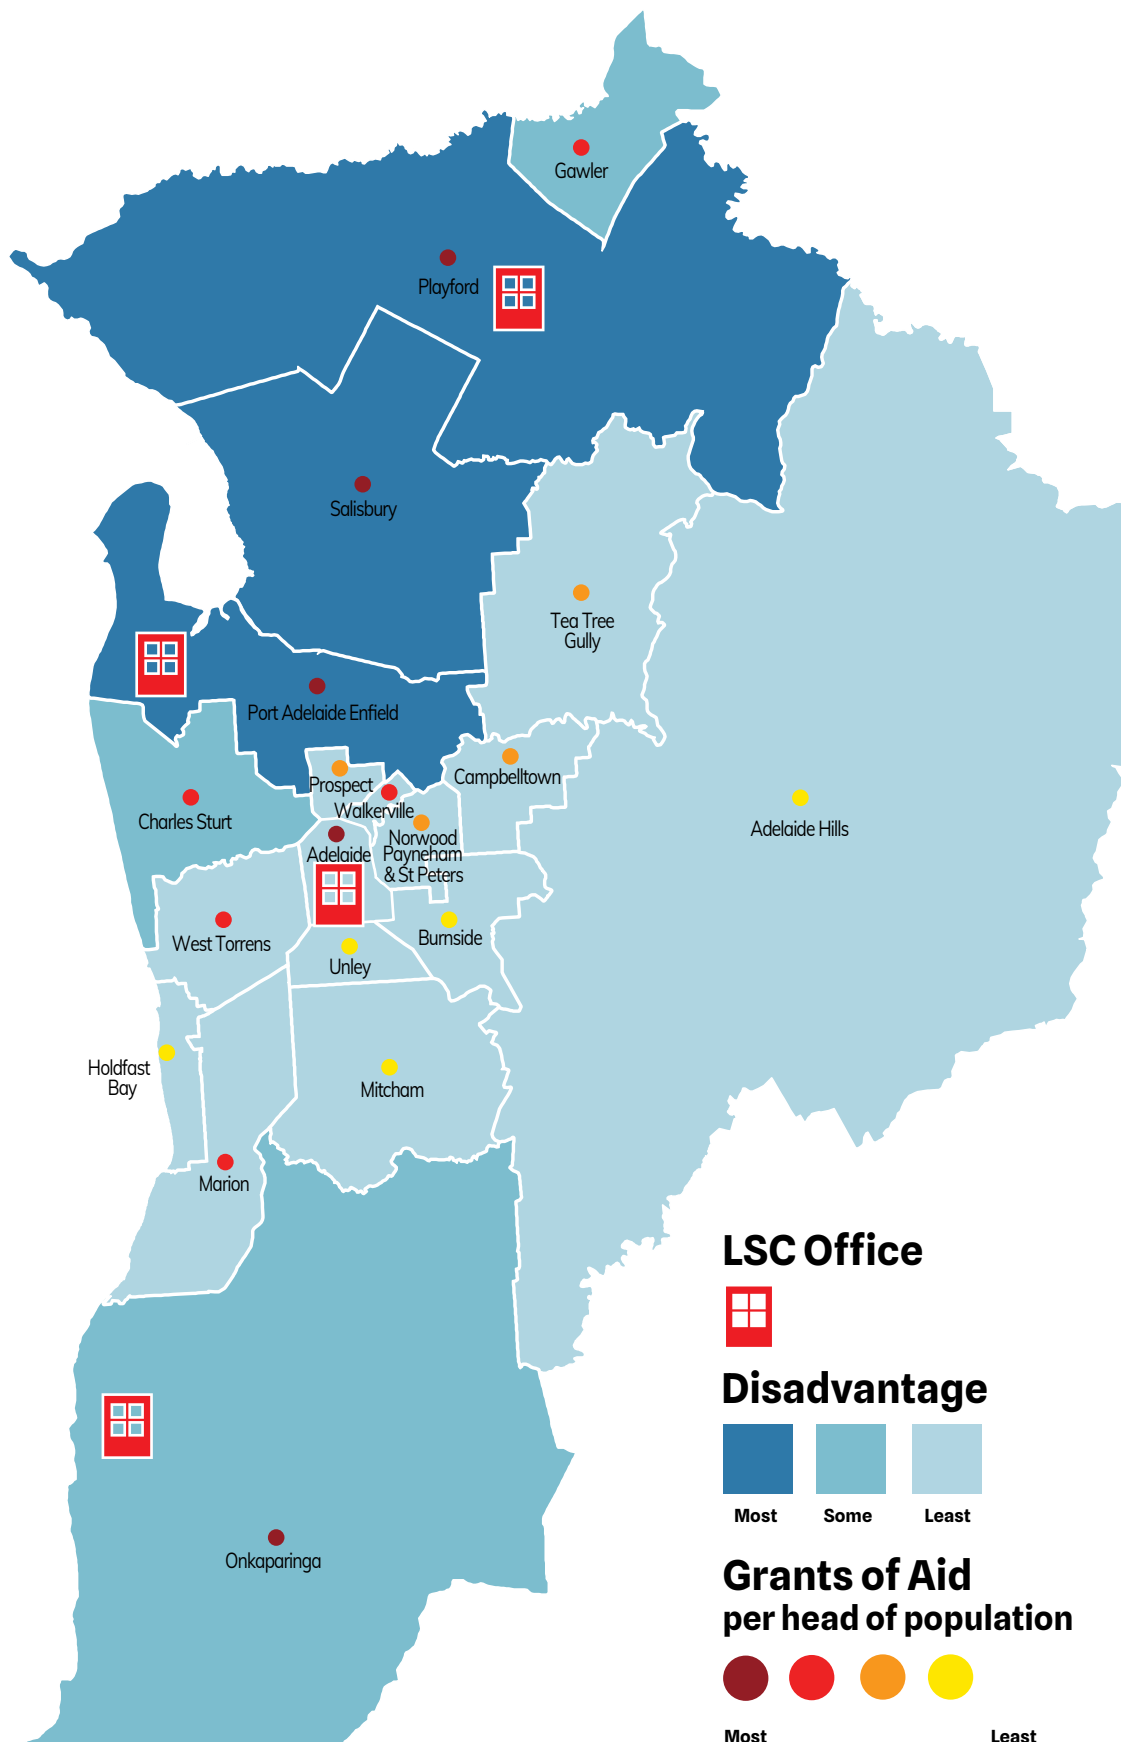 Gawler
Playford
Salisbury
Tea Tree
Gully
Port Adelaide Enfield
Prospect
Campbelltown
Walkerville
Charles Sturt
Adelaide Hills
Norwood
Payneham
& St Peters
Adelaide
West Torrens
Burnside
Unley
Holdfast
Bay
Mitcham
Marion
Onkaparinga
LSC Office
Disadvantage
Most Some Least
Grants of Aid
per head of population
Most Least